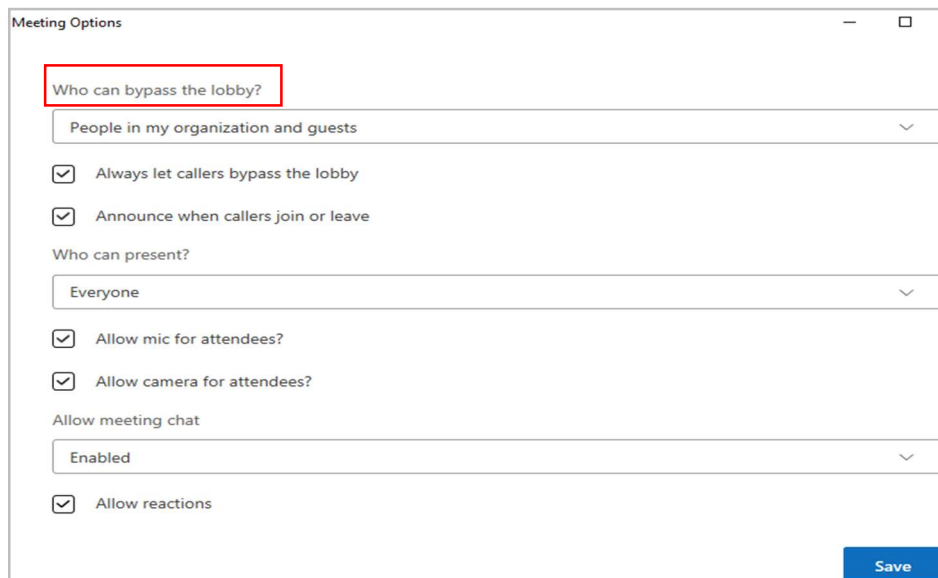 Meeting Options
Who can bypass the lobby?
People in my organization and guests
Always let callers bypass the lobby
Announce when callers join or leave
Who can present?
Everyone
Allow mic for attendees?
Allow camera for attendees?
Allow meeting chat
Enabled
Allow reactions
Save